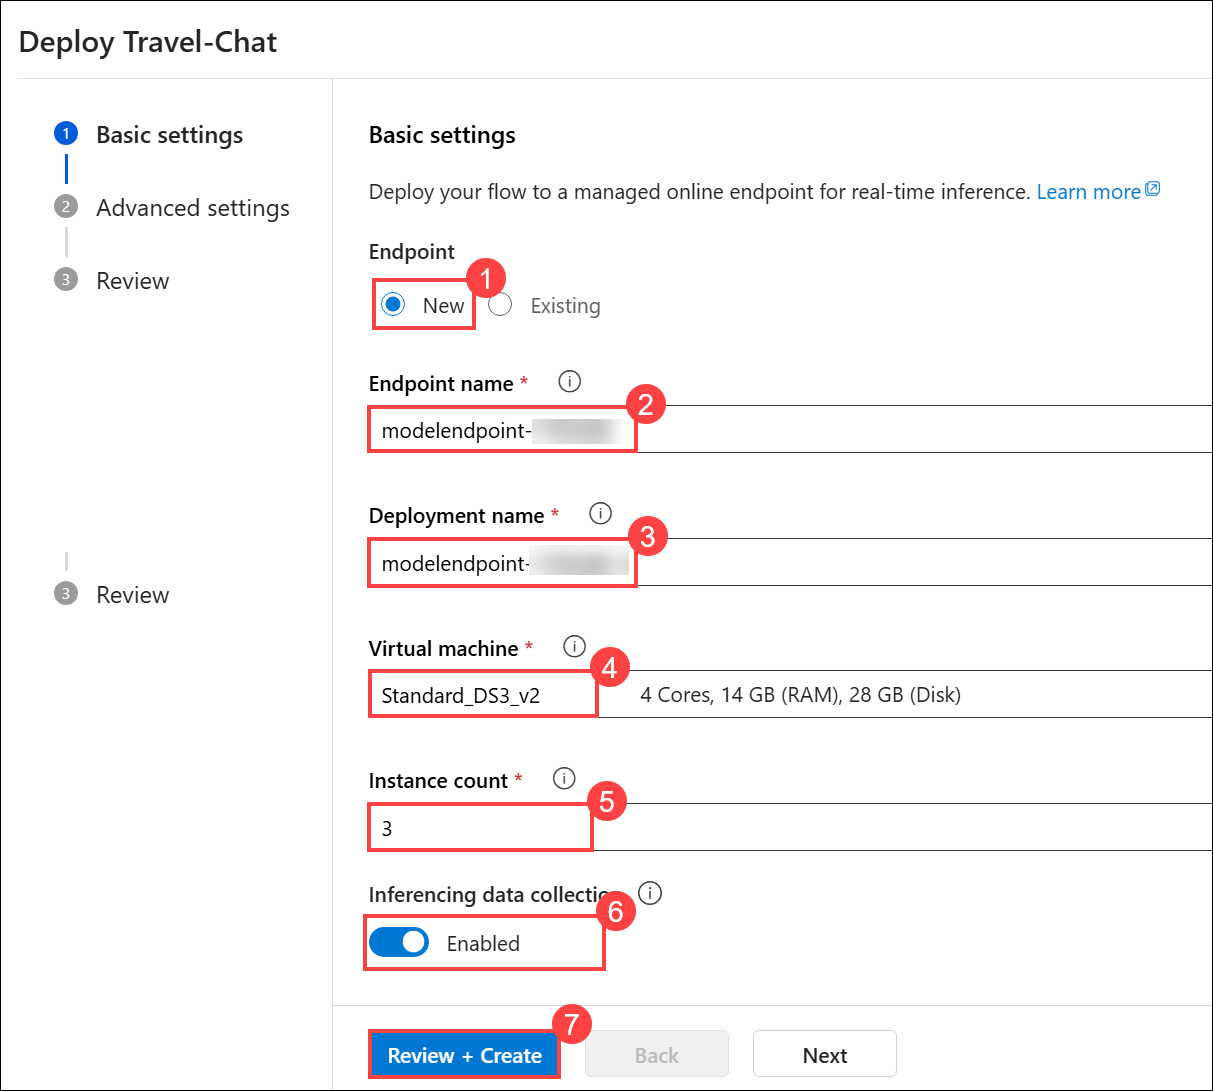 Deploy Travel-Chat
1 Basic settings
2 Advanced settings
3 Review
3 Review
Basic settings
Deploy your flow to a managed online endpoint for real-time inference. Learn more
Endpoint
1
New Existing
Endpoint name *
2
modelendpoint-
Deployment name *
3
modelendpoint-
Virtual machine *
4
Standard_DS3_v2 4 Cores, 14 GB (RAM), 28 GB (Disk)
Instance count *
5
3
Inferencing data collectio
6
Enabled
7
Review + Create Back Next